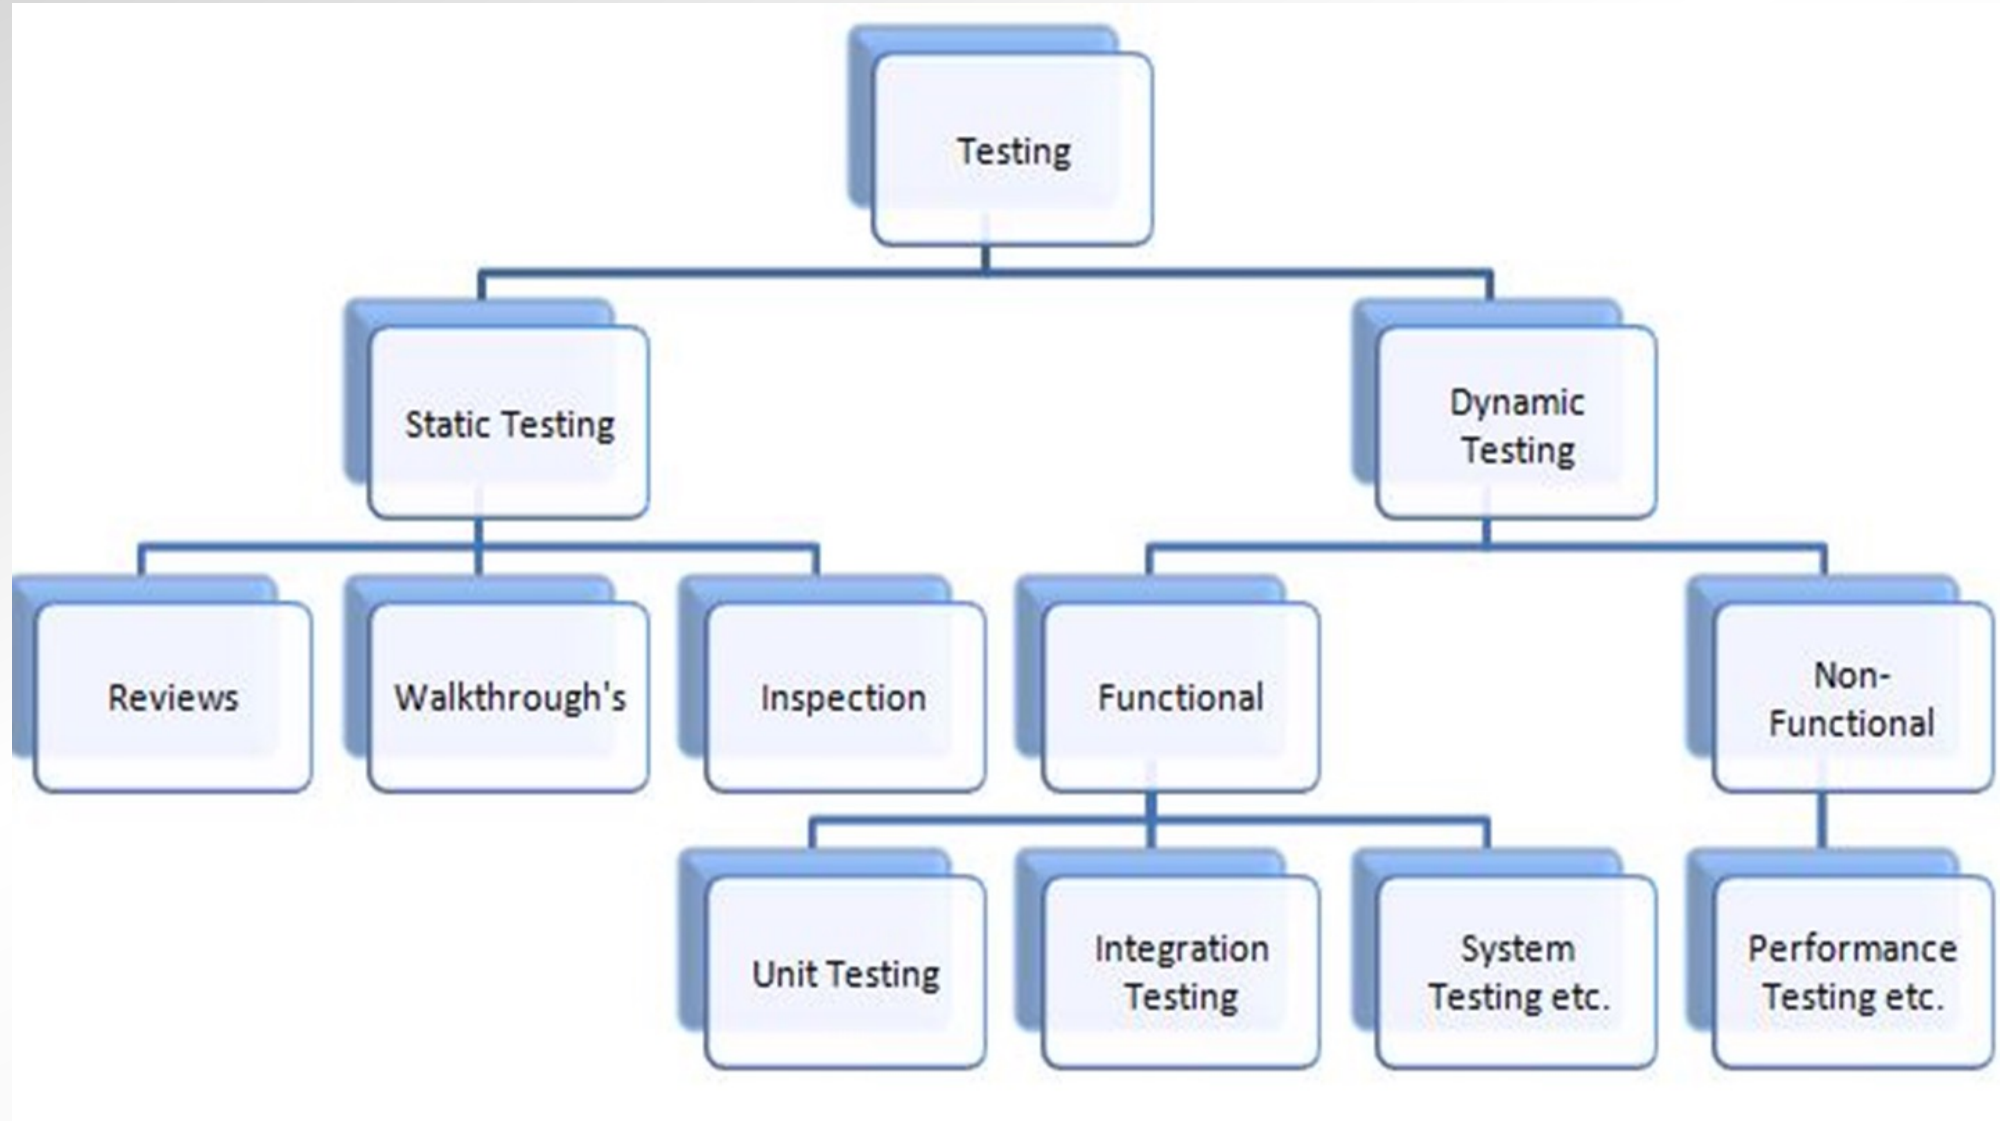 Testing
Static Testing
Dynamic
Testing
Reviews
Walkthrough's
Inspection
Functional
Non-
Functional
Unit Testing
Integration
Testing
System
Testing etc.
Performance
Testing etc.